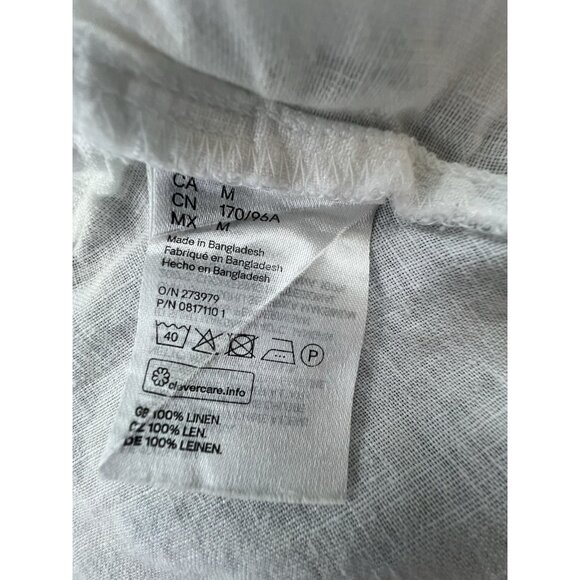 CA M
CN 170/96A
MX M
Made in Bangladesh
Fabriqué en Bangladesh
Hecho en Bangladesh
O/N 273979
P/N 0817110 1
40 P
clevercare.info
GB 100% LINEN.
CZ 100% LEN.
DE 100% LEINEN.